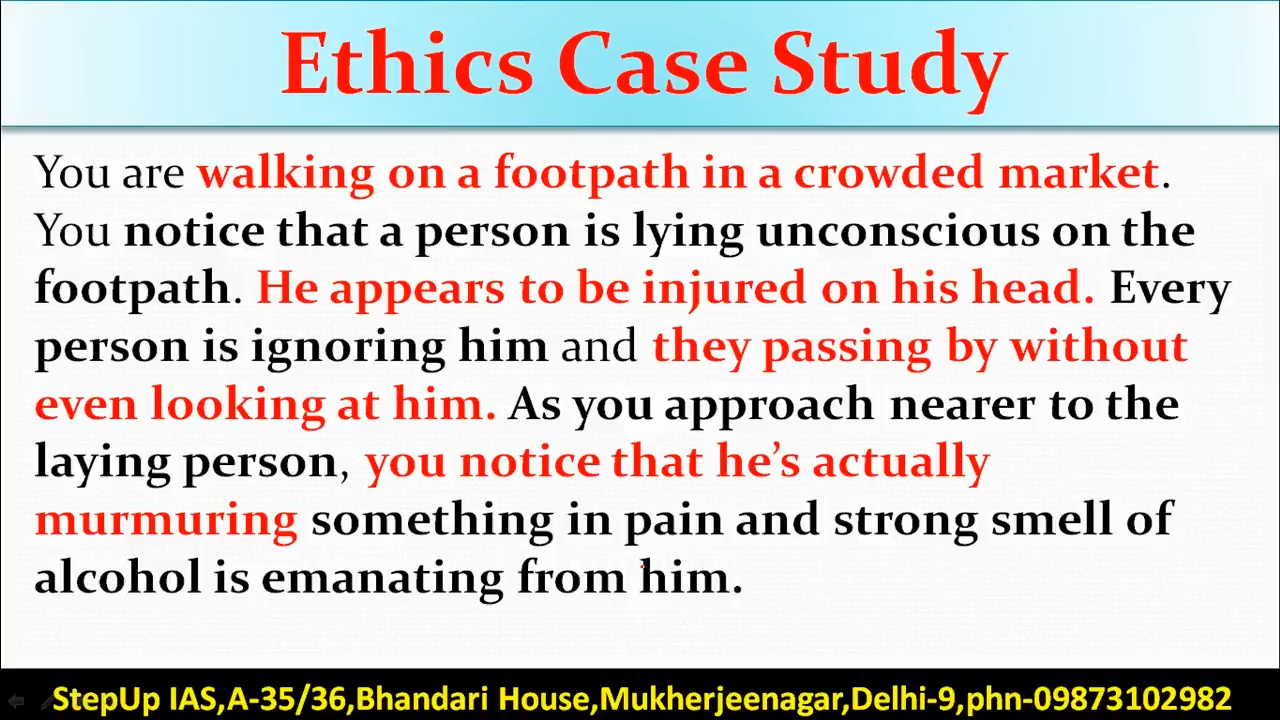 Ethics Case Study
You are walking on a footpath in a crowded market.
You notice that a person is lying unconscious on the
footpath. He appears to be injured on his head. Every
person is ignoring him and they passing by without
even looking at him. As you approach nearer to the
laying person, you notice that he's actually
murmuring something in pain and strong smell of
alcohol is emanating from him.
StepUp IAS,A-35/36,Bhandari House,Mukherjeenagar,Delhi-9,phn-09873102982